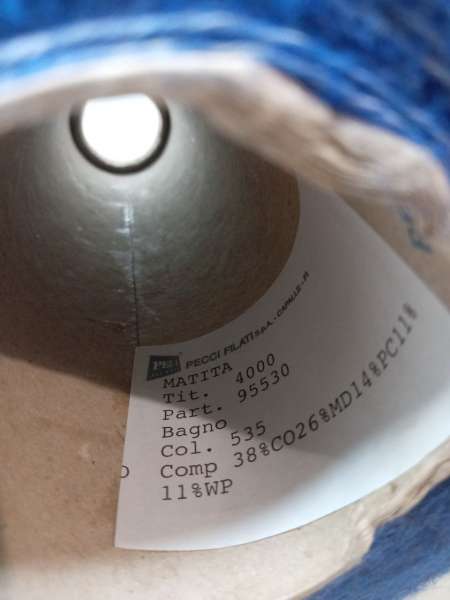 PECCI FILATI S.p.A. - CAPALLE - FI
MATITA
Tit. 4000
Part. 95530
Bagno
Col. 535
Comp 38%CO26%MD14%PC11%
11%WP